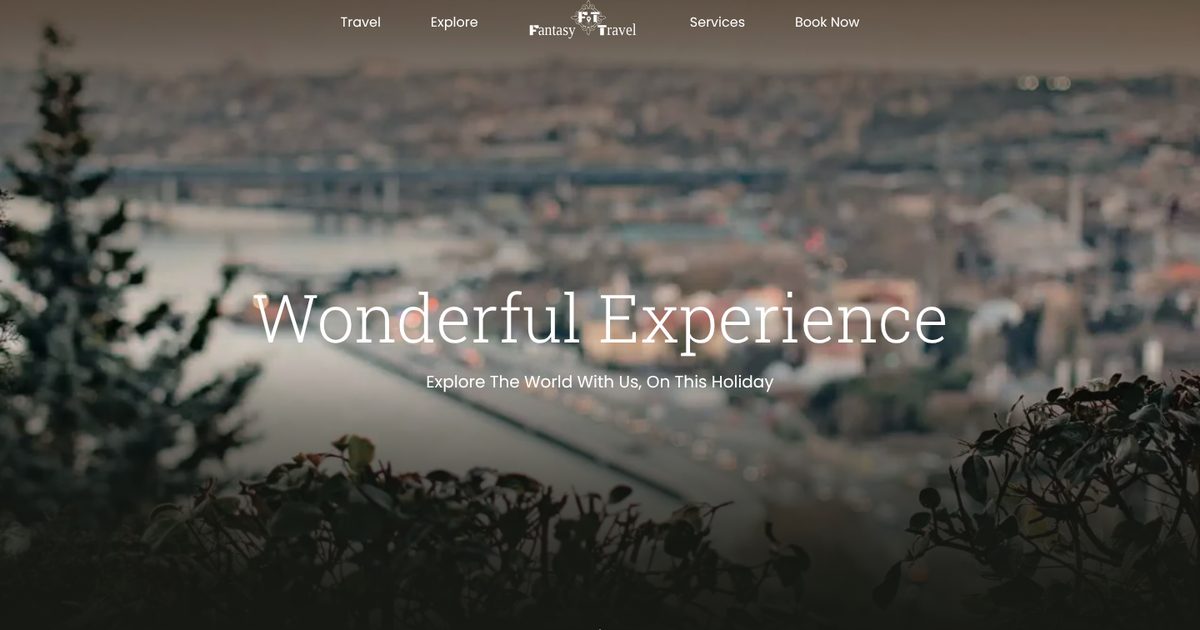 Travel
Explore
FT
Fantasy Travel
Services
Book Now
Wonderful Experience
Explore The World With Us, On This Holiday